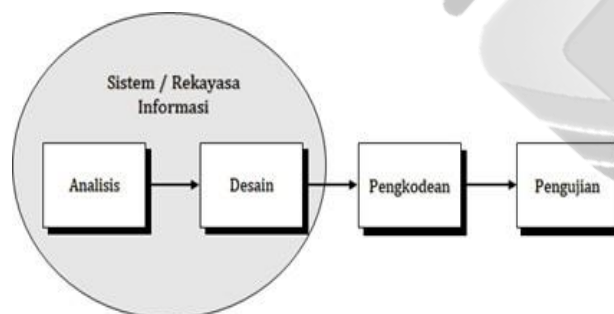 Sistem / Rekayasa
Informasi
Analisis
Desain
Pengkodean
Pengujian